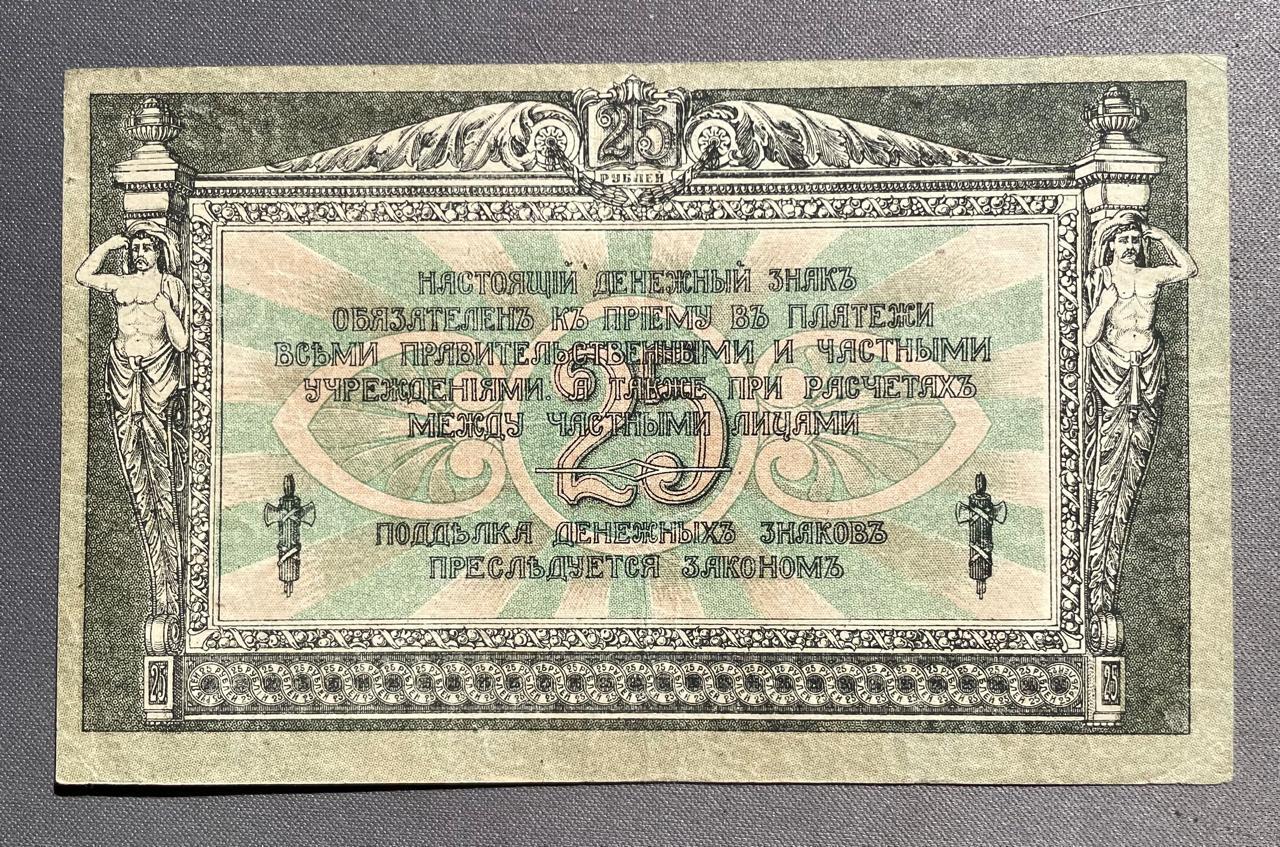 25
РУБЛЕЙ
НАСТОЯЩІЙ ДЕНЕЖНЫЙ ЗНАКЪ
ОБЯЗАТЕЛЕНЪ КЪ ПРІЕМУ ВЪ ПЛАТЕЖИ
ВСѢМИ ПРАВИТЕЛЬСТВЕННЫМИ И ЧАСТНЫМИ
УЧРЕЖДЕНІЯМИ. А ТАКЖЕ ПРИ РАСЧЕТАХЪ
МЕЖДУ ЧАСТНЫМИ ЛИЦАМИ
25
ПОДДѢЛКА ДЕНЕЖНЫХЪ ЗНАКОВЪ
ПРЕСЛѢДУЕТСЯ ЗАКОНОМЪ
25 25